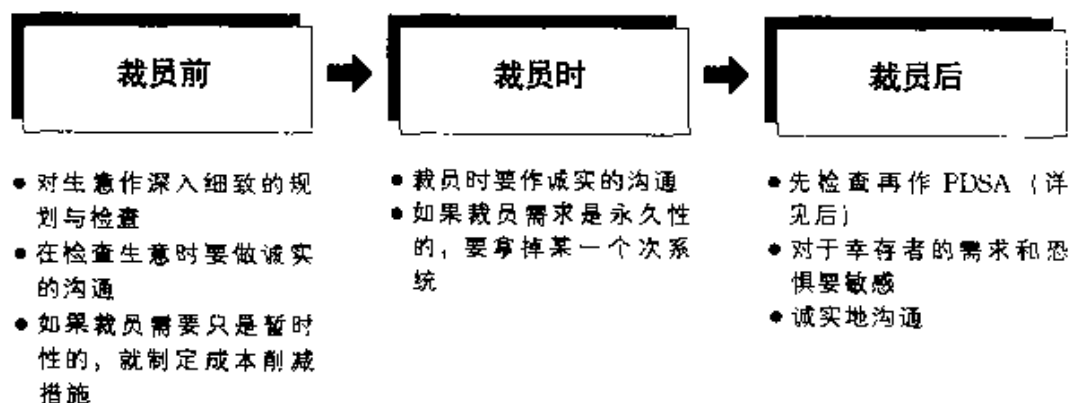 裁员前
裁员时
裁员后
● 对生意作深入细致的规
划与检查
● 在检查生意时要做诚实
的沟通
● 如果裁员需要只是暂时
性的，就制定成本削减
措施
● 裁员时要作诚实的沟通
● 如果裁员需求是永久性
的，要拿掉某一个次系
统
● 先检查再作 PDSA（详
见后）
● 对于幸存者的需求和恐
惧要敏感
● 诚实地沟通